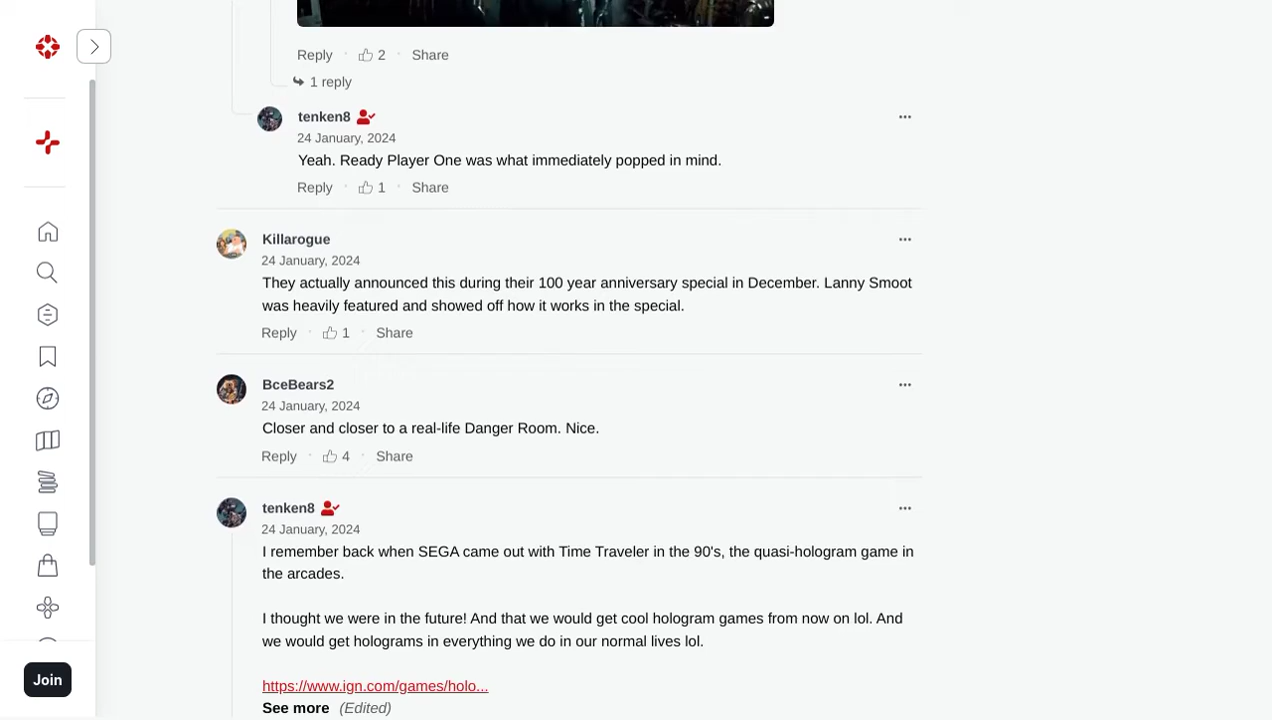 Reply · 2 · Share
1 reply
tenken8
24 January, 2024
Yeah. Ready Player One was what immediately popped in mind.
Reply · 1 · Share
Killarogue
24 January, 2024
They actually announced this during their 100 year anniversary special in December. Lanny Smoot
was heavily featured and showed off how it works in the special.
Reply · 1 · Share
BceBears2
24 January, 2024
Closer and closer to a real-life Danger Room. Nice.
Reply · 4 · Share
tenken8
24 January, 2024
I remember back when SEGA came out with Time Traveler in the 90's, the quasi-hologram game in
the arcades.
I thought we were in the future! And that we would get cool hologram games from now on lol. And
we would get holograms in everything we do in our normal lives lol.
https://www.ign.com/games/holo...
See more (Edited)
Join